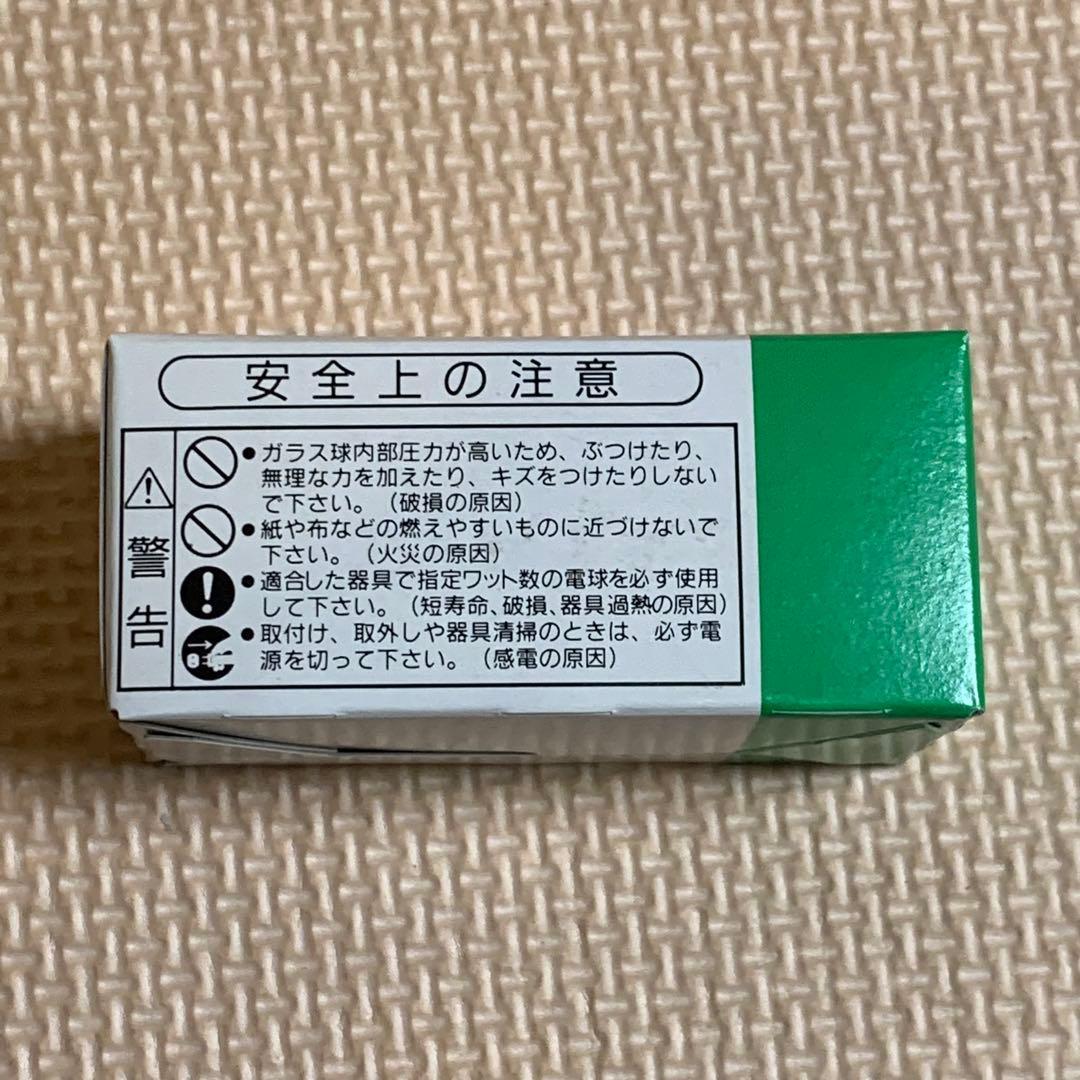 安全上の注意
警告
●ガラス球内部圧力が高いため、ぶつけたり、
無理な力を加えたり、キズをつけたりしない
で下さい。（破損の原因）
●紙や布などの燃えやすいものに近づけないで
下さい。（火災の原因）
●適合した器具で指定ワット数の電球を必ず使用
して下さい。（短寿命、破損、器具過熱の原因）
●取付け、取外しや器具清掃のときは、必ず電
源を切って下さい。（感電の原因）